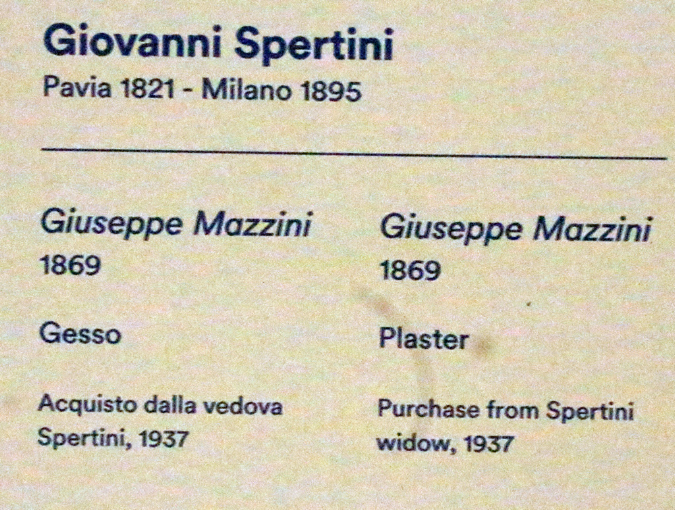 Giovanni Spertini
Pavia 1821 - Milano 1895
Giuseppe Mazzini
1869
Gesso
Acquisto dalla vedova
Spertini, 1937
Giuseppe Mazzini
1869
Plaster
Purchase from Spertini
widow, 1937